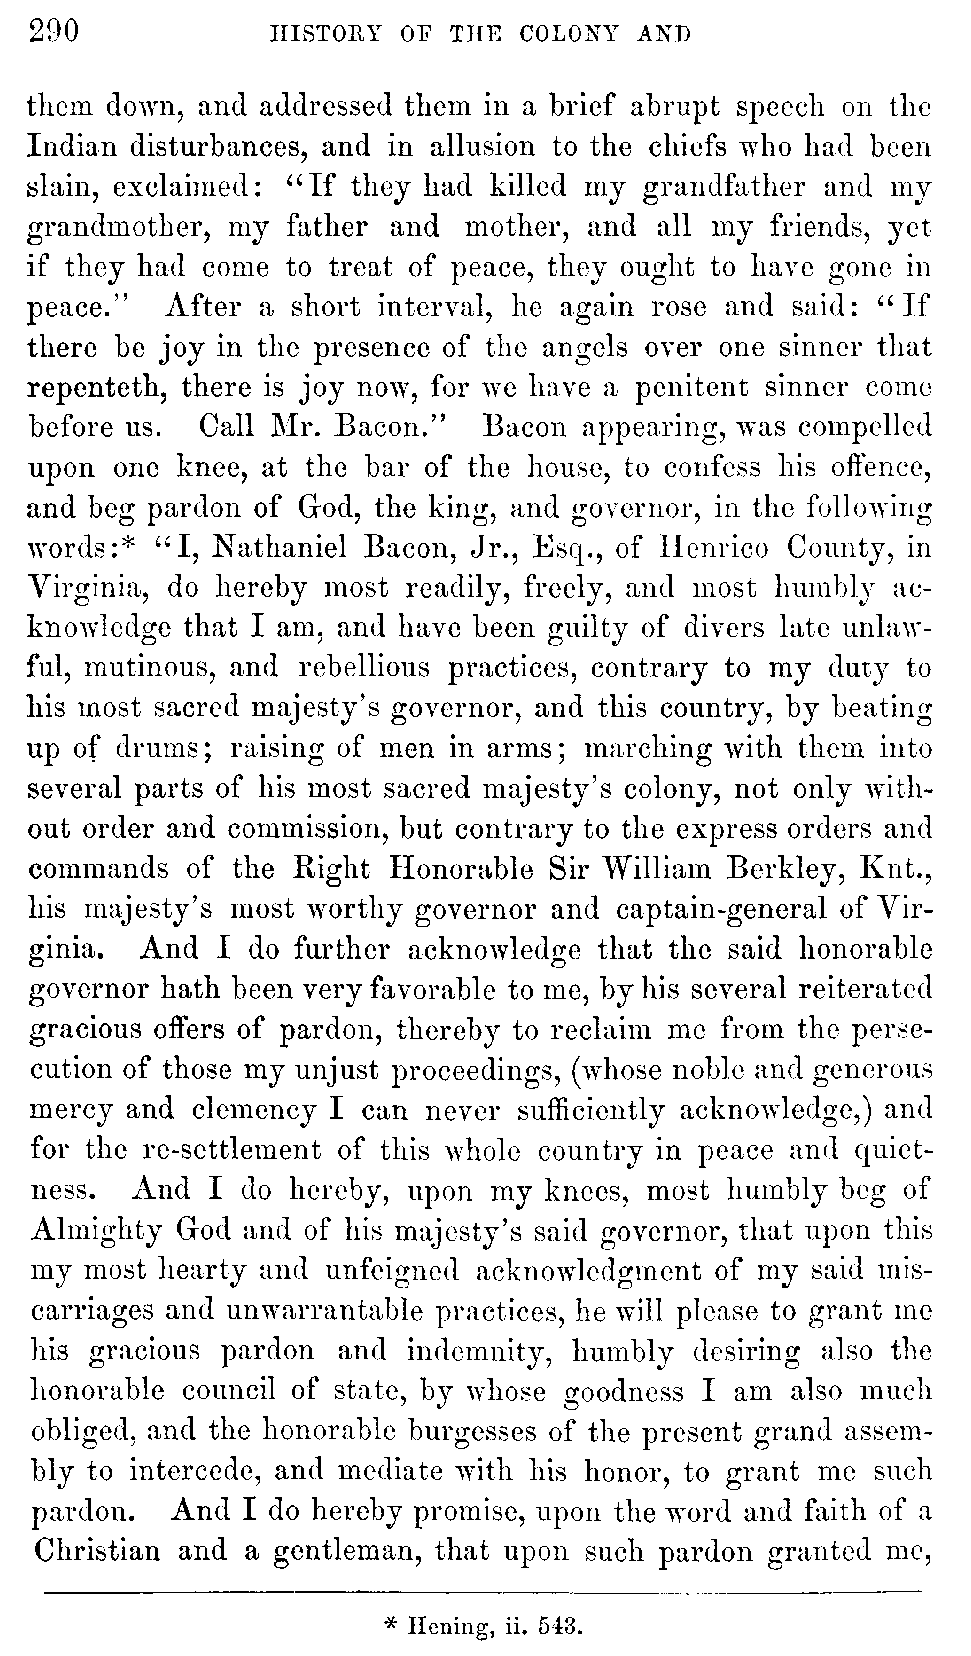 290 HISTORY OF THE COLONY AND
them down, and addressed them in a brief abrupt speech on the
Indian disturbances, and in allusion to the chiefs who had been
slain, exclaimed: "If they had killed my grandfather and my
grandmother, my father and mother, and all my friends, yet
if they had come to treat of peace, they ought to have gone in
peace." After a short interval, he again rose and said: "If
there be joy in the presence of the angels over one sinner that
repenteth, there is joy now, for we have a penitent sinner come
before us. Call Mr. Bacon." Bacon appearing, was compelled
upon one knee, at the bar of the house, to confess his offence,
and beg pardon of God, the king, and governor, in the following
words:* "I, Nathaniel Bacon, Jr., Esq., of Henrico County, in
Virginia, do hereby most readily, freely, and most humbly ac-
knowledge that I am, and have been guilty of divers late unlaw-
ful, mutinous, and rebellious practices, contrary to my duty to
his most sacred majesty's governor, and this country, by beating
up of drums; raising of men in arms; marching with them into
several parts of his most sacred majesty's colony, not only with-
out order and commission, but contrary to the express orders and
commands of the Right Honorable Sir William Berkley, Knt.,
his majesty's most worthy governor and captain-general of Vir-
ginia. And I do further acknowledge that the said honorable
governor hath been very favorable to me, by his several reiterated
gracious offers of pardon, thereby to reclaim me from the perse-
cution of those my unjust proceedings, (whose noble and generous
mercy and clemency I can never sufficiently acknowledge,) and
for the re-settlement of this whole country in peace and quiet-
ness. And I do hereby, upon my knees, most humbly beg of
Almighty God and of his majesty's said governor, that upon this
my most hearty and unfeigned acknowledgment of my said mis-
carriages and unwarrantable practices, he will please to grant me
his gracious pardon and indemnity, humbly desiring also the
honorable council of state, by whose goodness I am also much
obliged, and the honorable burgesses of the present grand assem-
bly to intercede, and mediate with his honor, to grant me such
pardon. And I do hereby promise, upon the word and faith of a
Christian and a gentleman, that upon such pardon granted me,
* Hening, ii. 543.